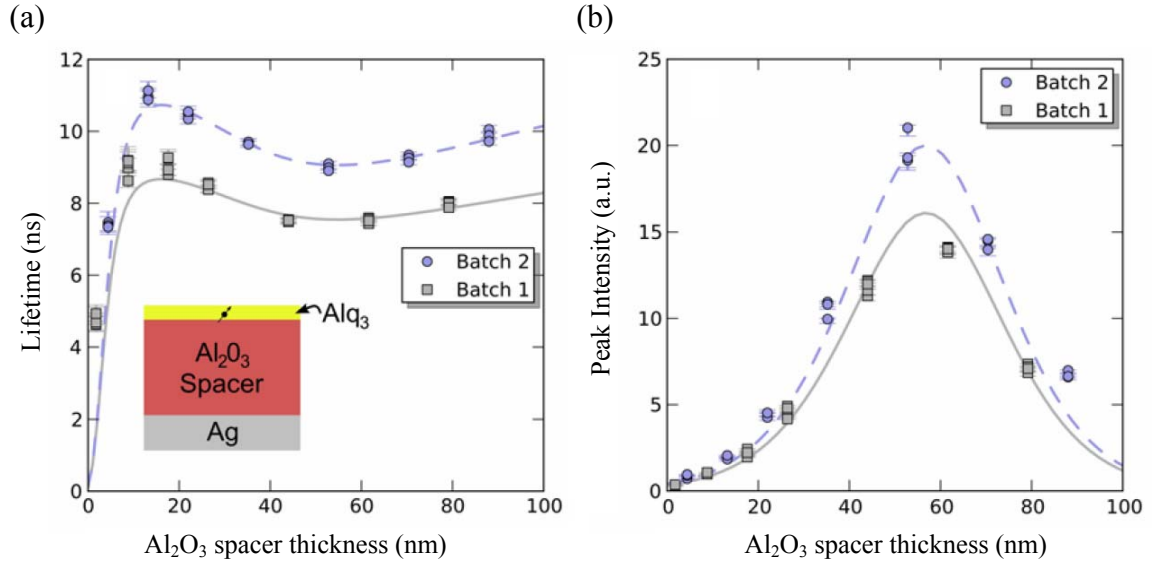 (a)
12
10
8
6
4
2
0
Lifetime (ns)
Batch 2
Batch 1
Alq₃
Al₂0₃
Spacer
Ag
0 20 40 60 80 100
Al₂O₃ spacer thickness (nm)
(b)
25
20
15
10
5
0
Peak Intensity (a.u.)
Batch 2
Batch 1
0 20 40 60 80 100
Al₂O₃ spacer thickness (nm)